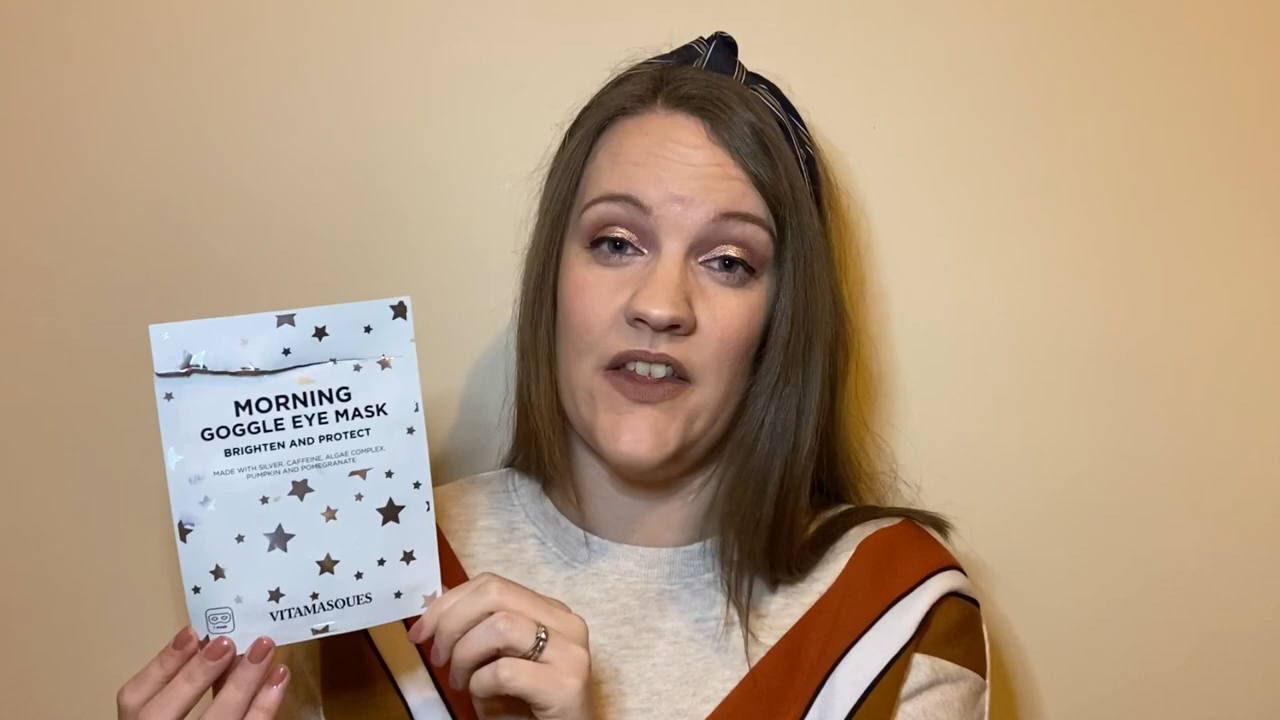 MORNING
GOGGLE EYE MASK
BRIGHTEN AND PROTECT
MADE WITH SILVER, CAFFEINE, ALGAE COMPLEX,
PUMPKIN AND POMEGRANATE
VITAMASQUES